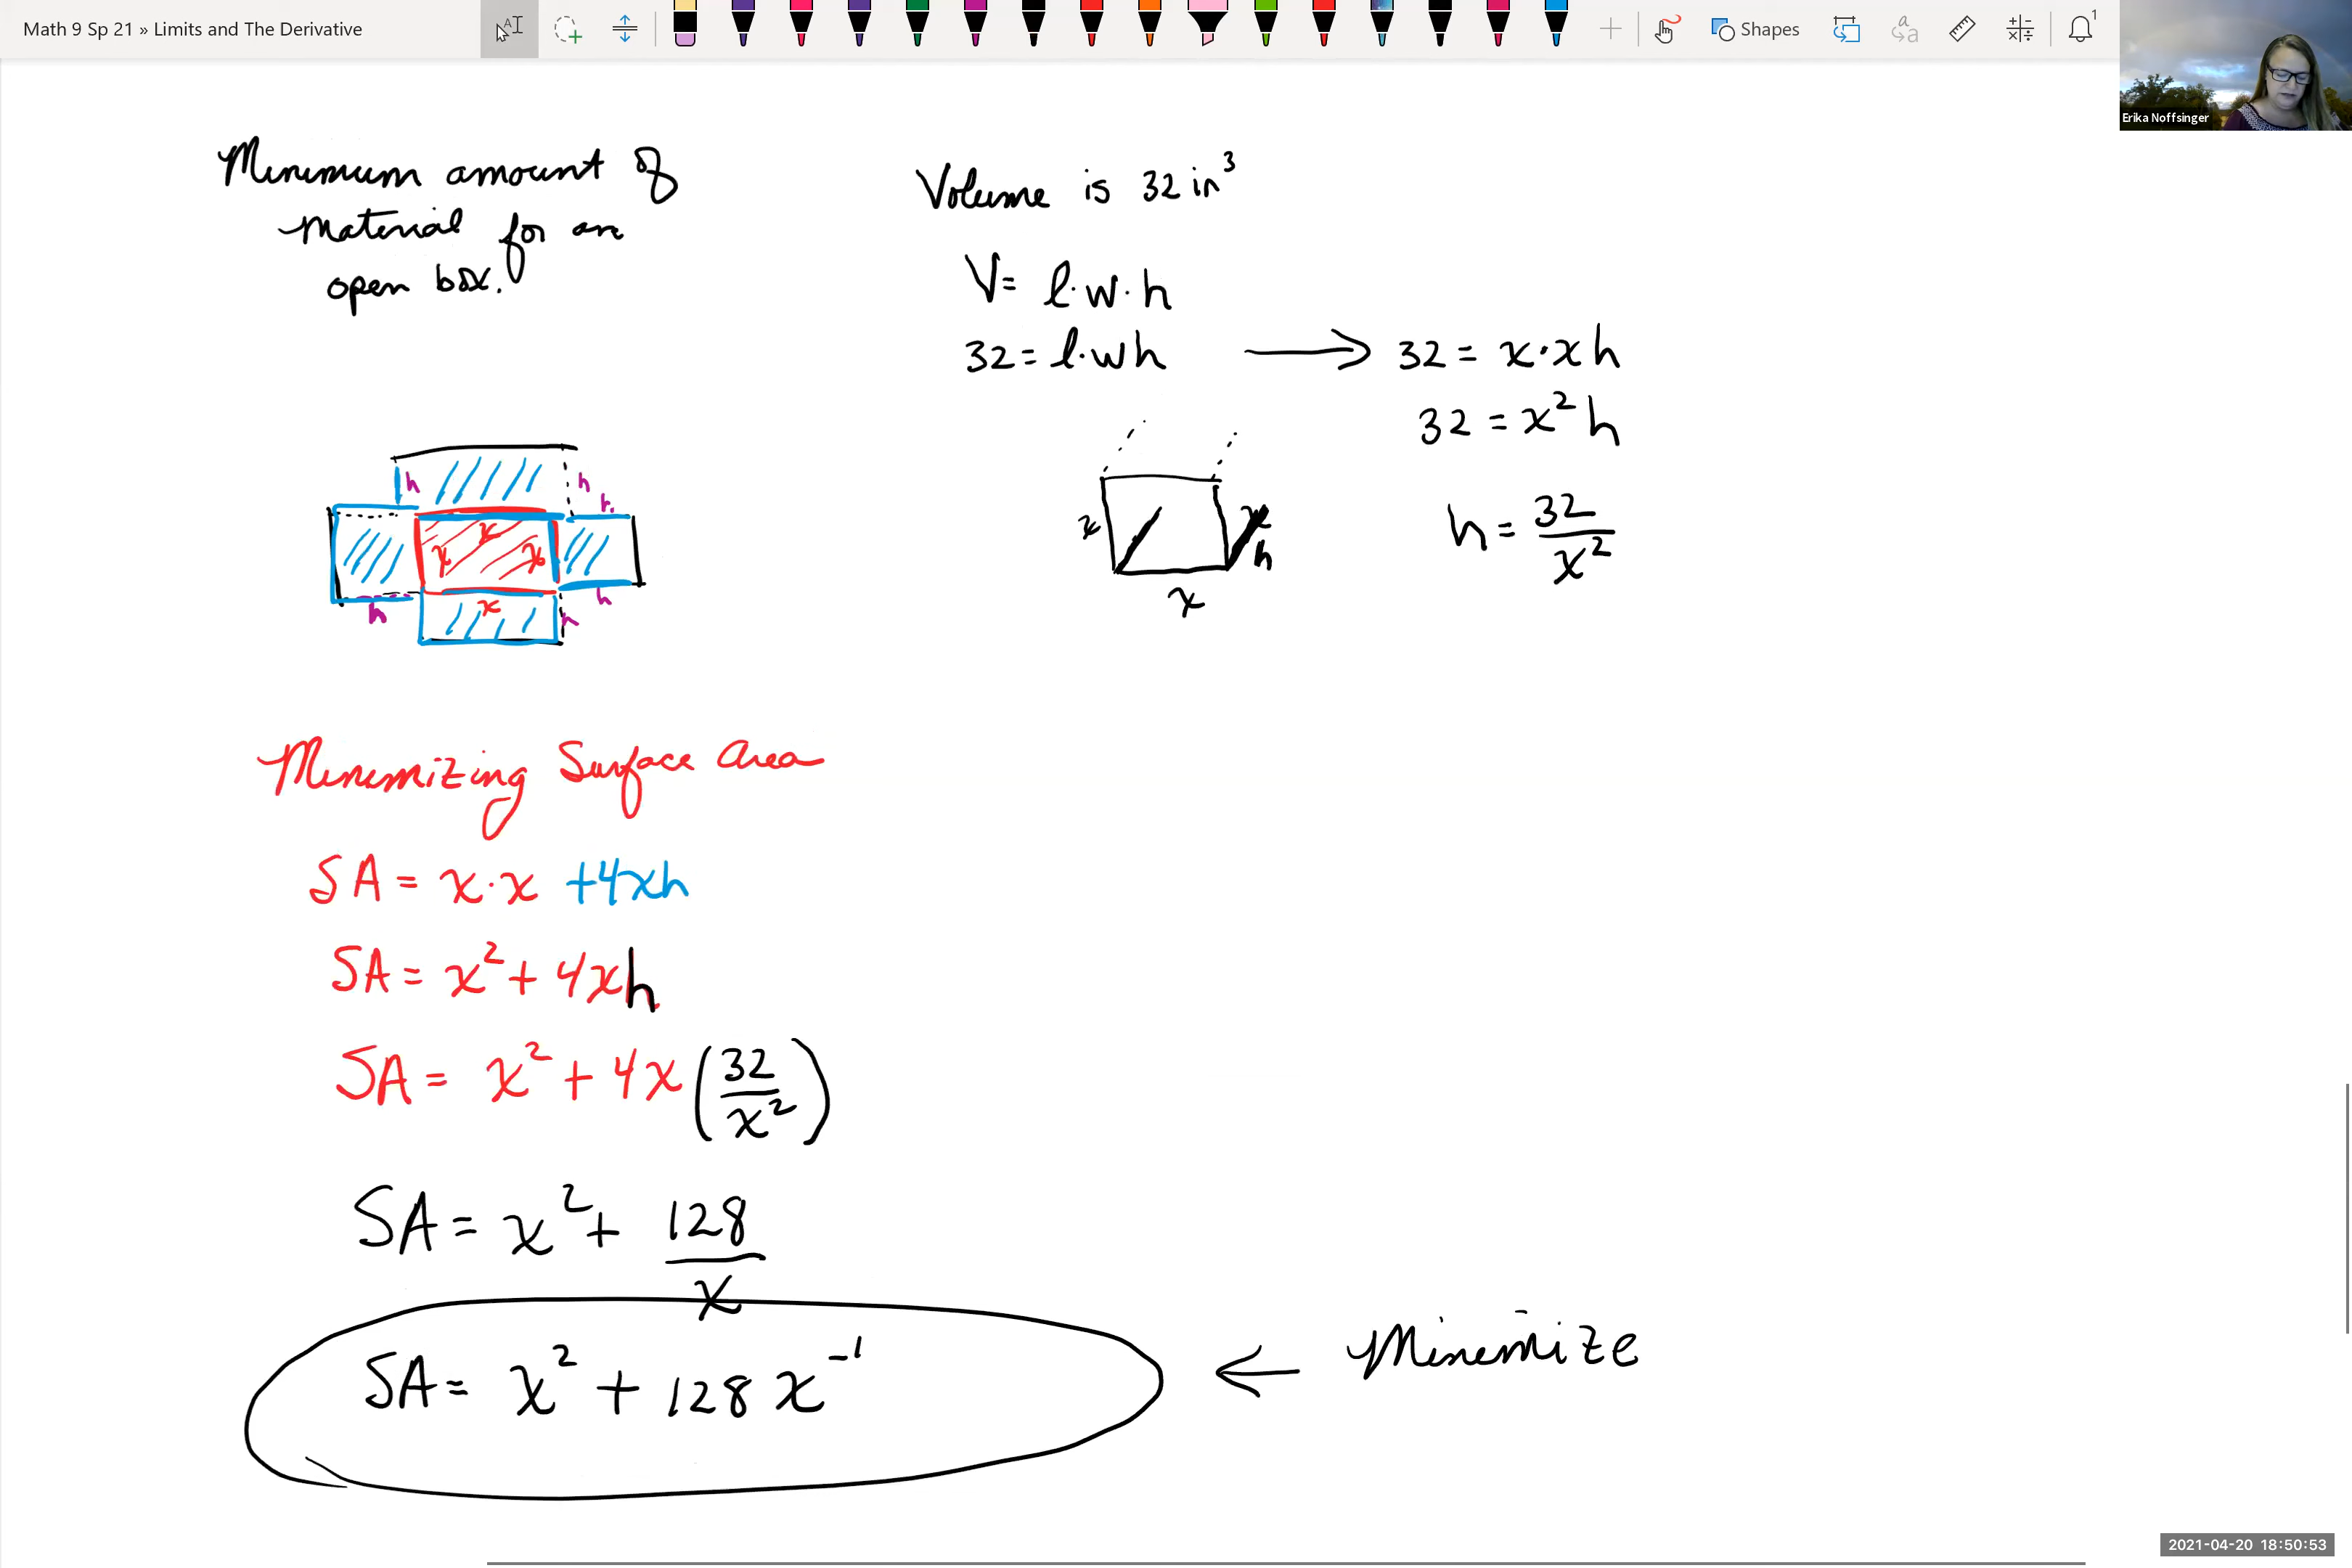 Math 9 Sp 21 » Limits and The Derivative
Shapes
1
Erika Noffsinger
Minimum amount of
material for an
open box.
Volume is 32 in³
V= l·w·h
32= l·wh → 32 = x·xh
32 = x²h
h = 32/x²
x
h
x
h
h
h
x
x
x
x
h
h
h
Minimizing Surface Area
SA = x·x +4xh
SA = x² + 4xh
SA = x² + 4x(32/x²)
SA = x² + 128/x
SA = x² + 128x⁻¹ ← Minimize
2021-04-20 18:50:53